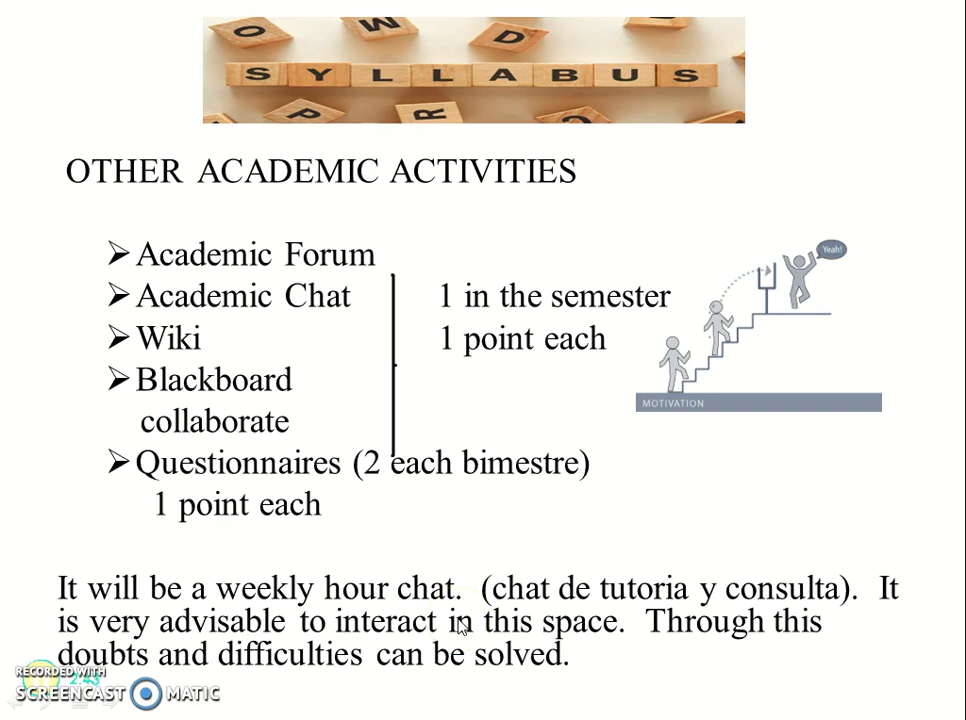 O W D
SYLLABUS
P R
OTHER ACADEMIC ACTIVITIES
➢ Academic Forum
➢ Academic Chat 1 in the semester
➢ Wiki 1 point each
➢ Blackboard
collaborate
➢ Questionnaires (2 each bimestre)
1 point each
Yeah!
MOTIVATION
It will be a weekly hour chat. (chat de tutoria y consulta). It
is very advisable to interact in this space. Through this
doubts and difficulties can be solved.
RECORDED WITH
2:43
SCREENCAST MATIC